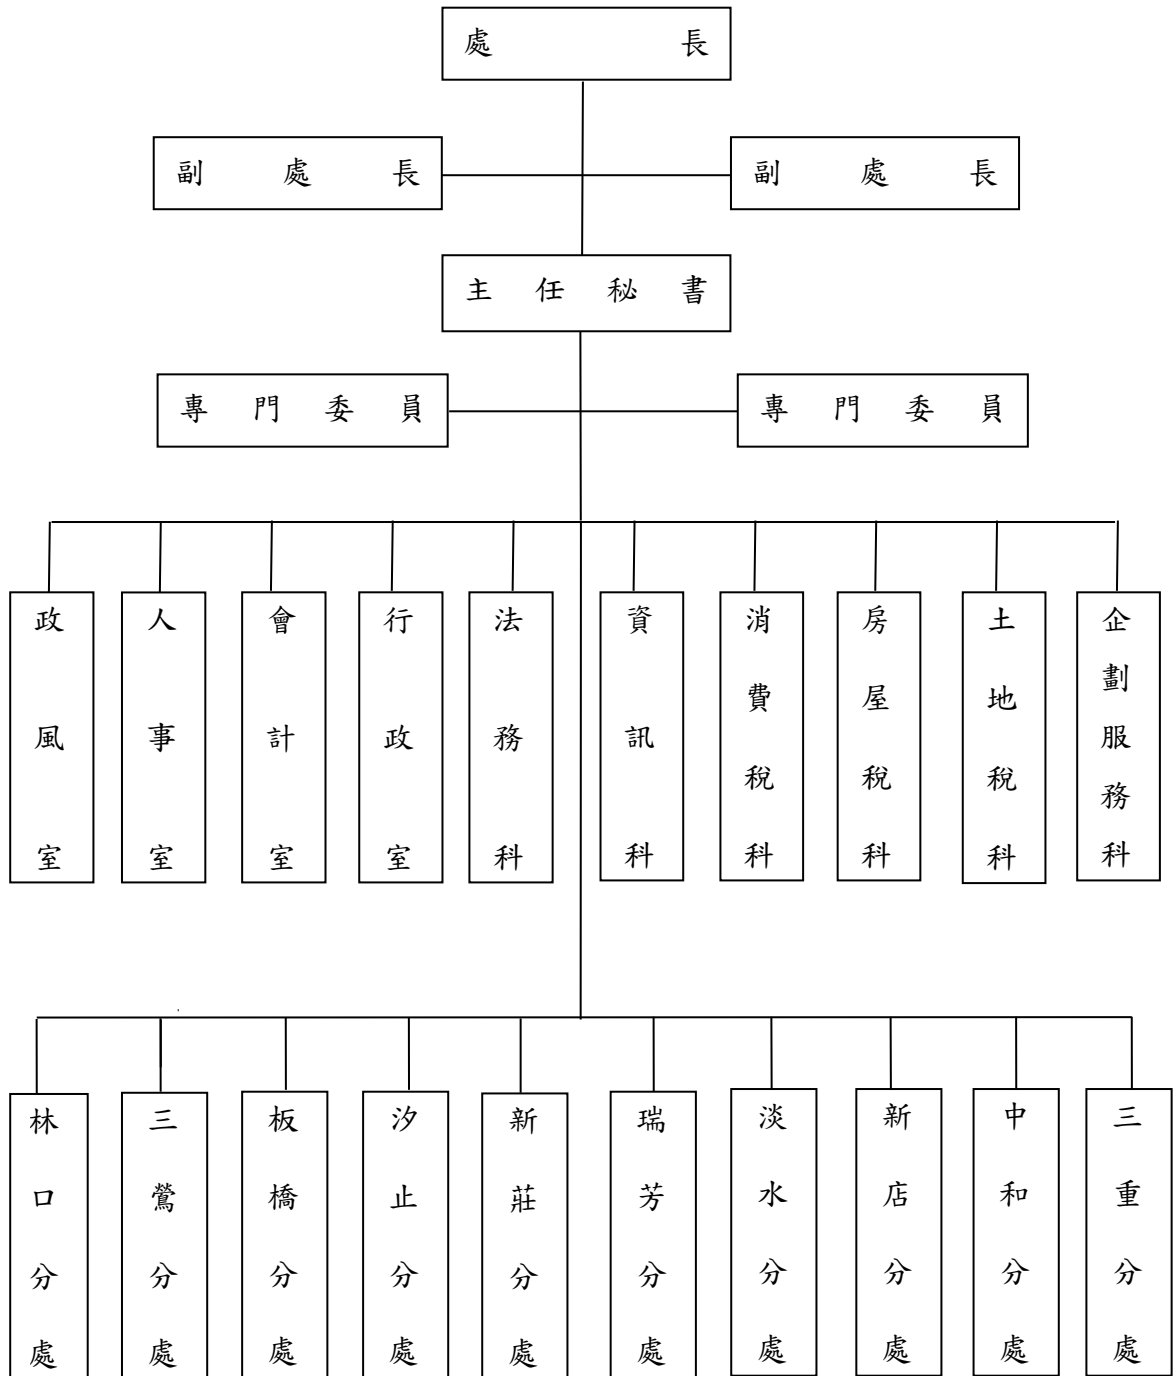 處長
副處長
副處長
主任秘書
專門委員
專門委員
政風室
人事室
會計室
行政室
法務科
資訊科
消費稅科
房屋稅科
土地稅科
企劃服務科
林口分處
三鶯分處
板橋分處
汐止分處
新莊分處
瑞芳分處
淡水分處
新店分處
中和分處
三重分處